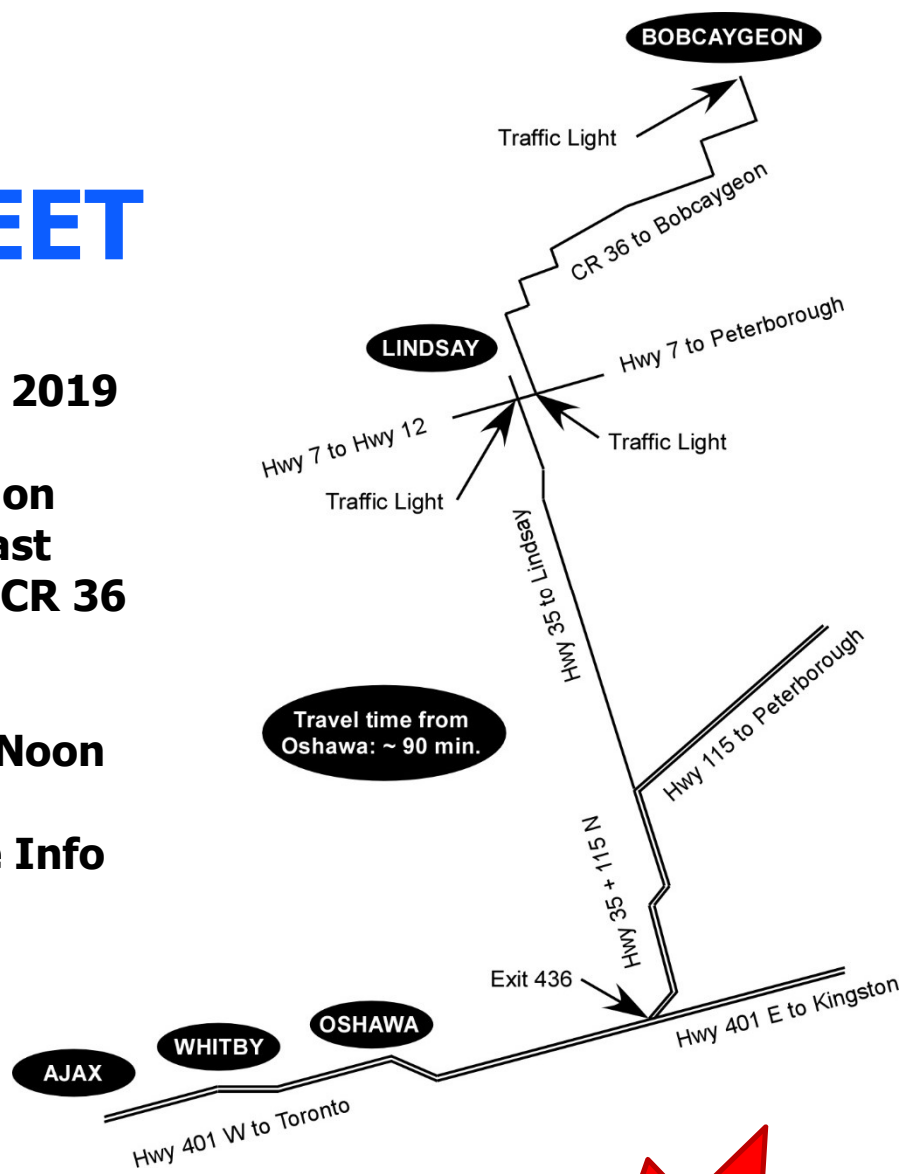 EET
2019
on
ast
CR 36
Noon
e Info
BOBCAYGEON
Traffic Light
CR 36 to Bobcaygeon
LINDSAY
Hwy 7 to Peterborough
Hwy 7 to Hwy 12
Traffic Light
Traffic Light
Hwy 35 to Lindsay
Travel time from
Oshawa: ~ 90 min.
Hwy 115 to Peterborough
Hwy 35 + 115 N
Exit 436
Hwy 401 E to Kingston
OSHAWA
WHITBY
AJAX
Hwy 401 W to Toronto